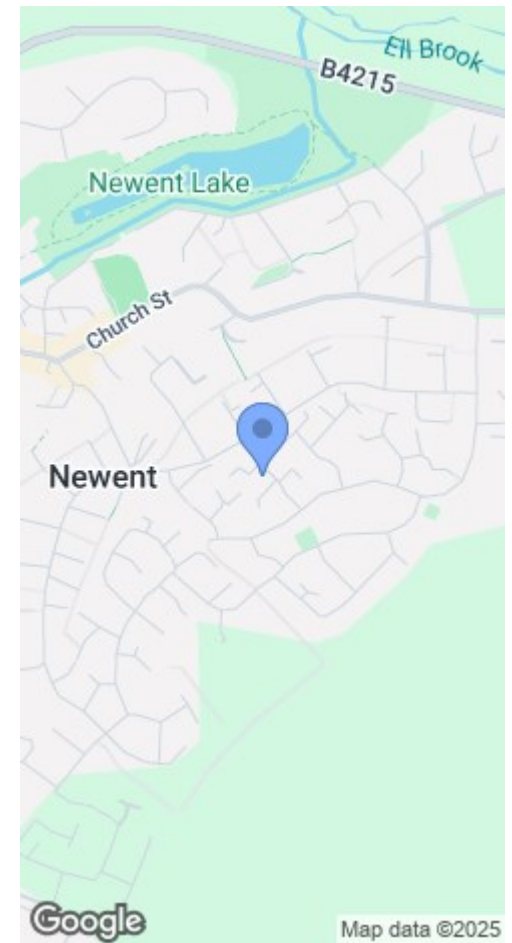 Ell Brook
B4215
Newent Lake
Church St
Newent
Google
Map data ©2025